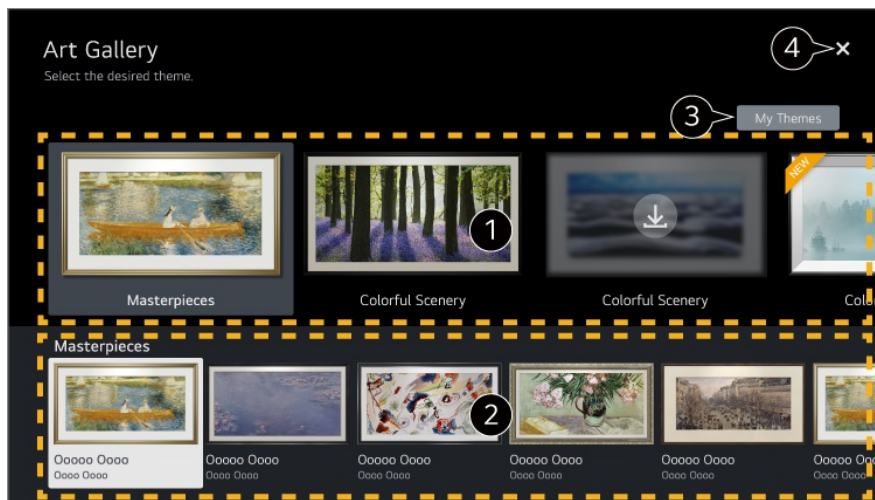 Art Gallery
4
Select the desired theme.
3
My Themes
NEW
1
Masterpieces
Colorful Scenery
Colorful Scenery
Colo
Masterpieces
2
Ooooo Oooo
Ooooo Oooo
Ooooo Oooo
Ooooo Oooo
Ooooo Oooo
Ooooo Oooo
Oooo Oooo
Oooo Oooo
Oooo Oooo
Oooo Oooo
Oooo Oooo
Oooo Oooo